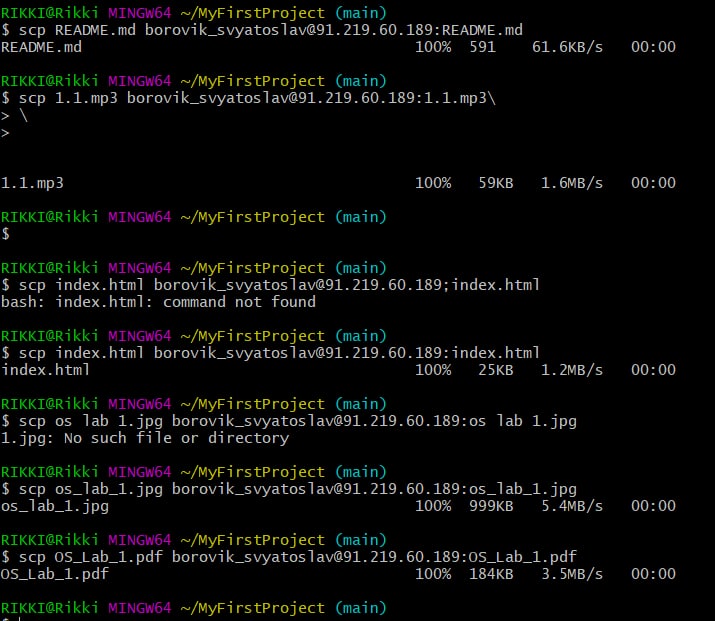 RIKKI@Rikki MINGW64 ~/MyFirstProject (main)
$ scp README.md borovik_svyatoslav@91.219.60.189:README.md
README.md 100% 591 61.6KB/s 00:00
RIKKI@Rikki MINGW64 ~/MyFirstProject (main)
$ scp 1.1.mp3 borovik_svyatoslav@91.219.60.189:1.1.mp3\
> \
>
1.1.mp3 100% 59KB 1.6MB/s 00:00
RIKKI@Rikki MINGW64 ~/MyFirstProject (main)
$
RIKKI@Rikki MINGW64 ~/MyFirstProject (main)
$ scp index.html borovik_svyatoslav@91.219.60.189;index.html
bash: index.html: command not found
RIKKI@Rikki MINGW64 ~/MyFirstProject (main)
$ scp index.html borovik_svyatoslav@91.219.60.189:index.html
index.html 100% 25KB 1.2MB/s 00:00
RIKKI@Rikki MINGW64 ~/MyFirstProject (main)
$ scp os lab 1.jpg borovik_svyatoslav@91.219.60.189:os lab 1.jpg
1.jpg: No such file or directory
RIKKI@Rikki MINGW64 ~/MyFirstProject (main)
$ scp os_lab_1.jpg borovik_svyatoslav@91.219.60.189:os_lab_1.jpg
os_lab_1.jpg 100% 999KB 5.4MB/s 00:00
RIKKI@Rikki MINGW64 ~/MyFirstProject (main)
$ scp OS_Lab_1.pdf borovik_svyatoslav@91.219.60.189:OS_Lab_1.pdf
OS_Lab_1.pdf 100% 184KB 3.5MB/s 00:00
RIKKI@Rikki MINGW64 ~/MyFirstProject (main)
$